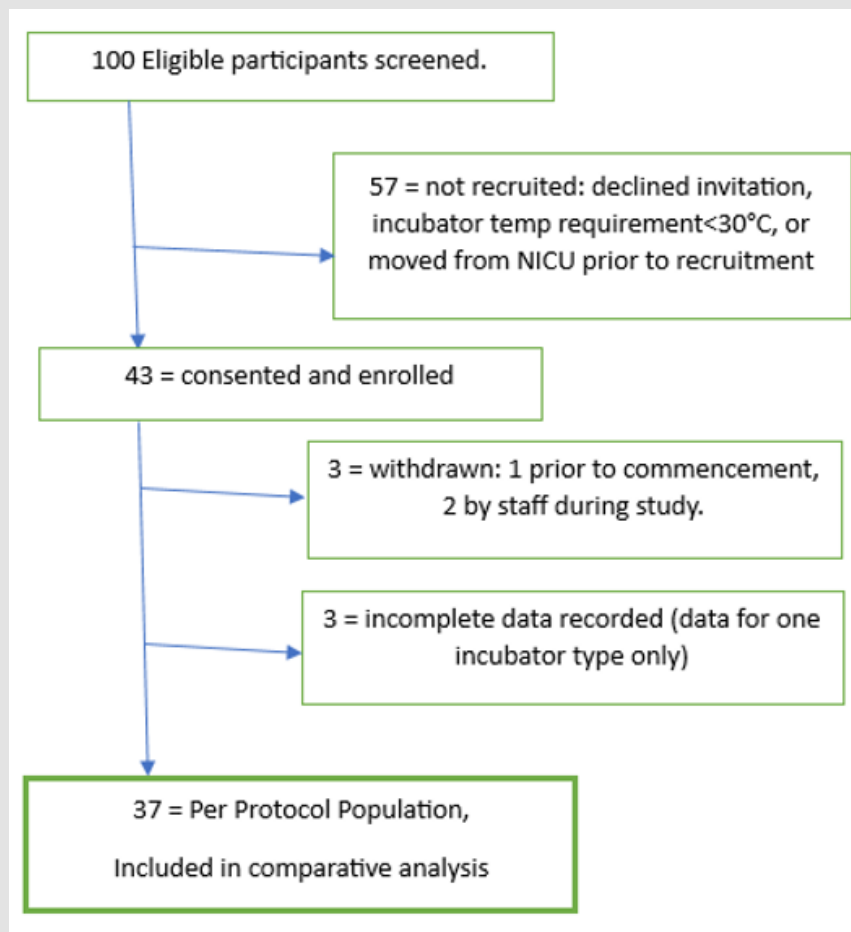 100 Eligible participants screened.
57 = not recruited: declined invitation,
incubator temp requirement<30°C, or
moved from NICU prior to recruitment
43 = consented and enrolled
3 = withdrawn: 1 prior to commencement,
2 by staff during study.
3 = incomplete data recorded (data for one
incubator type only)
37 = Per Protocol Population,
Included in comparative analysis